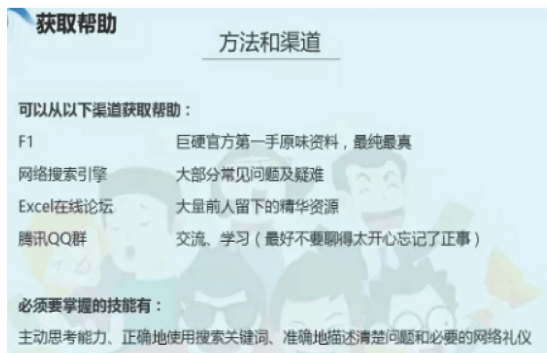 获取帮助
方法和渠道
可以从以下渠道获取帮助：
F1 巨硬官方第一手原味资料，最纯最真
网络搜索引擎 大部分常见问题及疑难
Excel在线论坛 大量前人留下的精华资源
腾讯QQ群 交流、学习（最好不要聊得太开心忘记了正事）
必须要掌握的技能有：
主动思考能力、正确地使用搜索关键词、准确地描述清楚问题和必要的网络礼仪